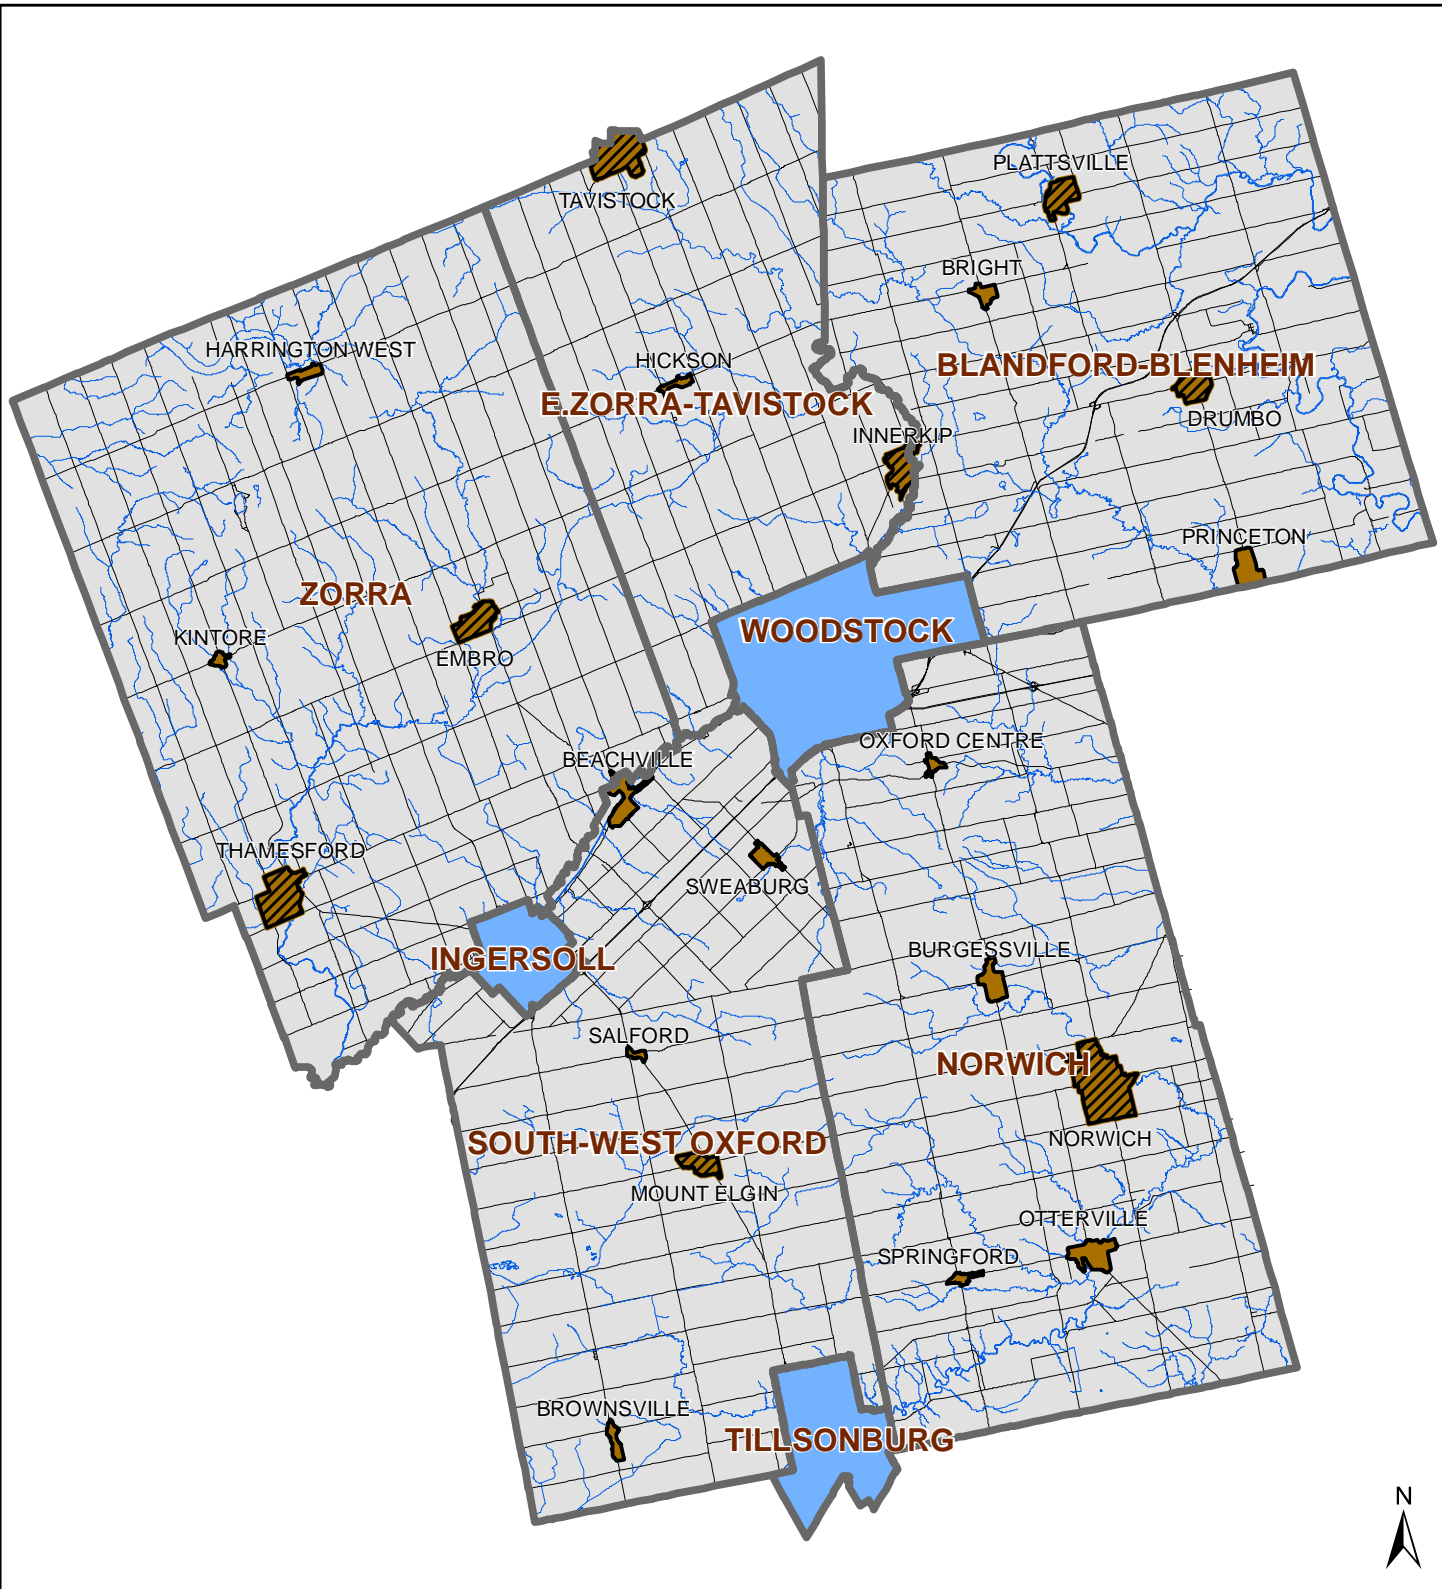 PLATTSVILLE
TAVISTOCK
BRIGHT
HARRINGTON WEST
HICKSON
BLANDFORD-BLENHEIM
E.ZORRA-TAVISTOCK
DRUMBO
INNERKIP
PRINCETON
ZORRA
WOODSTOCK
KINTORE
EMBRO
OXFORD CENTRE
BEACHVILLE
THAMESFORD
SWEABURG
BURGESSVILLE
INGERSOLL
SALFORD
NORWICH
NORWICH
SOUTH-WEST OXFORD
MOUNT ELGIN
OTTERVILLE
SPRINGFORD
BROWNSVILLE
TILLSONBURG
N